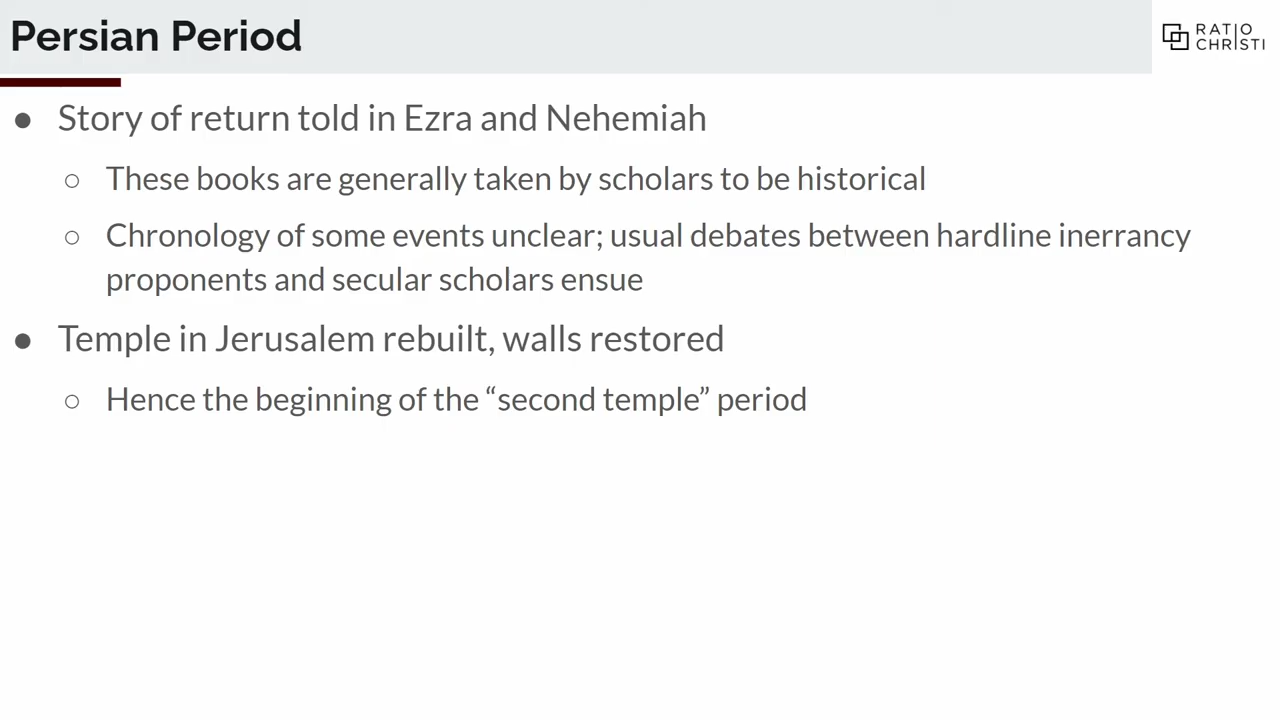 Persian Period
RATIO
CHRISTI
● Story of return told in Ezra and Nehemiah
○ These books are generally taken by scholars to be historical
○ Chronology of some events unclear; usual debates between hardline inerrancy
proponents and secular scholars ensue
● Temple in Jerusalem rebuilt, walls restored
○ Hence the beginning of the “second temple” period